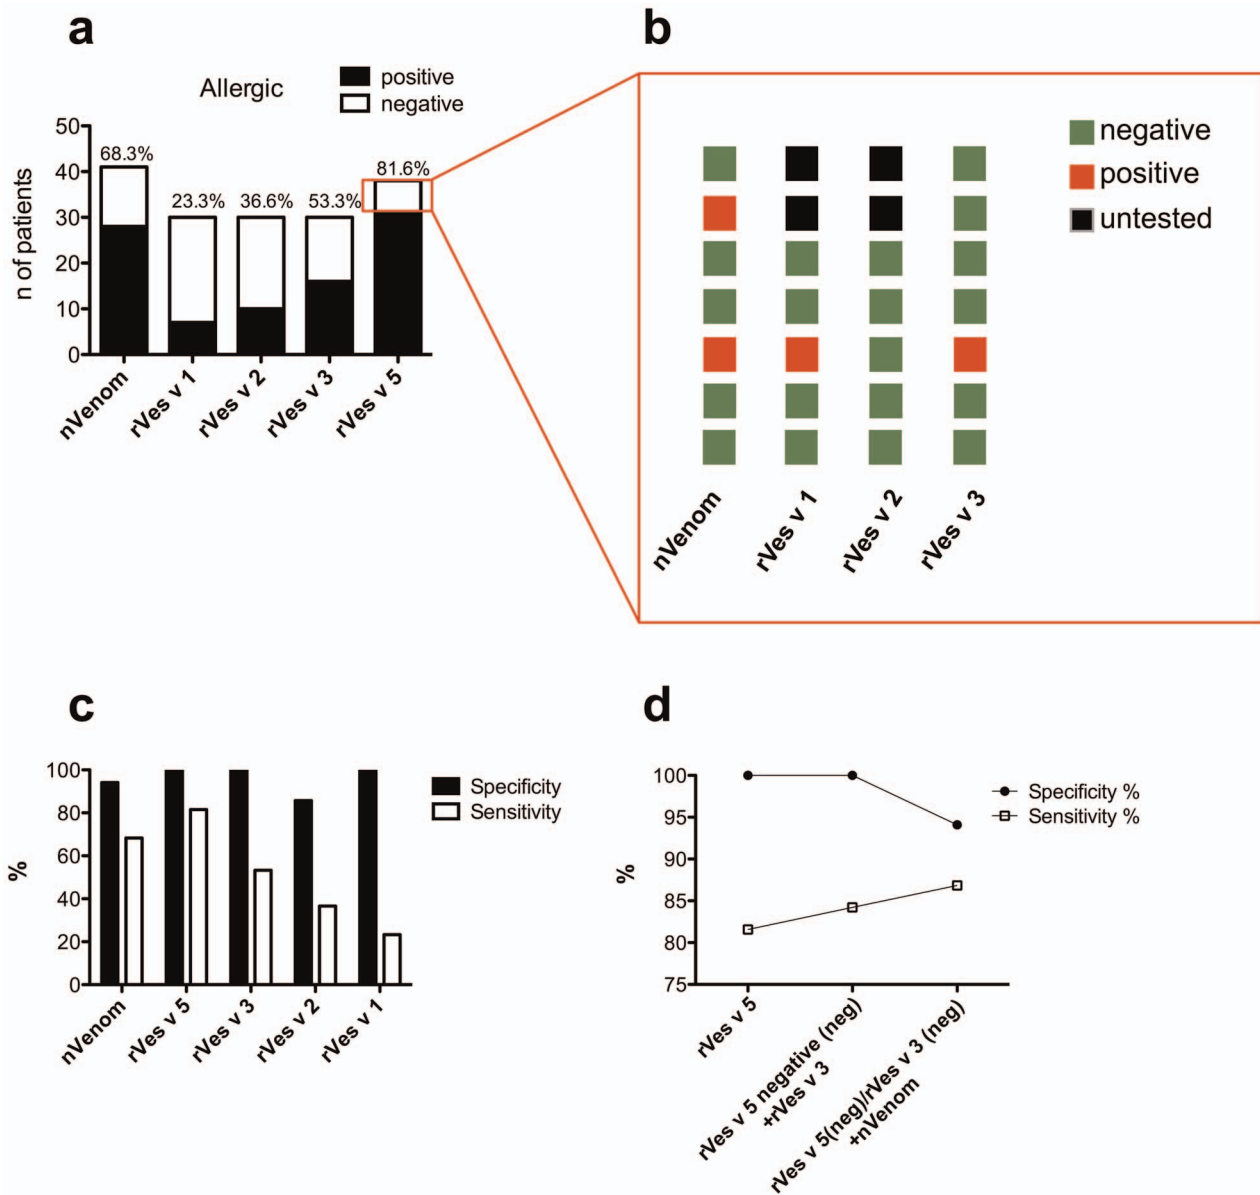 a
Allergic
positive
negative
n of patients
50
40
30
20
10
0
68.3%
23.3%
36.6%
53.3%
81.6%
nVenom
rVes v 1
rVes v 2
rVes v 3
rVes v 5
b
negative
positive
untested
nVenom
rVes v 1
rVes v 2
rVes v 3
c
Specificity
Sensitivity
%
100
80
60
40
20
0
nVenom
rVes v 5
rVes v 3
rVes v 2
rVes v 1
d
Specificity %
Sensitivity %
%
100
95
90
85
80
75
rVes v 5
rVes v 5 negative (neg)
+rVes v 3
rVes v 5(neg)/rVes v 3 (neg)
+nVenom